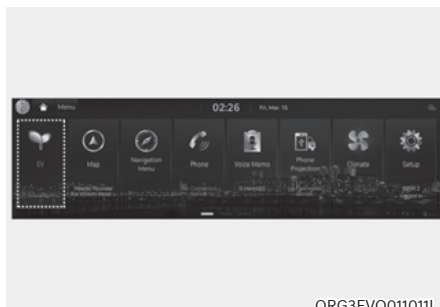 Menu
02:26
Fri, Mar. 15
EV
Map
Navigation
Menu
Phone
Voice Memo
Phone
Projection
Climate
Setup
ORG3EVQ011011L